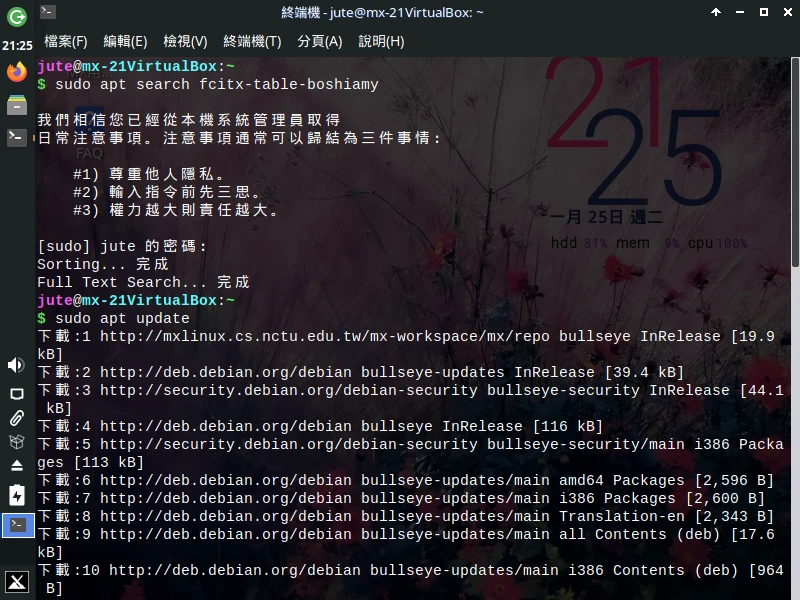 終端機 - jute@mx-21VirtualBox: ~
21:25
檔案(F) 編輯(E) 檢視(V) 終端機(T) 分頁(A) 說明(H)
jute@mx-21VirtualBox:~
$ sudo apt search fcitx-table-boshiamy
我們相信您已經從本機系統管理員取得
日常注意事項。注意事項通常可以歸結為三件事情:
FAQ
#1) 尊重他人隱私。
#2) 輸入指令前先三思。
#3) 權力越大則責任越大。
21
25
一月 25日 週二
hdd 31% mem 9% cpu 100%
[sudo] jute 的密碼:
Sorting... 完成
Full Text Search... 完成
jute@mx-21VirtualBox:~
$ sudo apt update
下載:1 http://mxlinux.cs.nctu.edu.tw/mx-workspace/mx/repo bullseye InRelease [19.9
kB]
下載:2 http://deb.debian.org/debian bullseye-updates InRelease [39.4 kB]
下載:3 http://security.debian.org/debian-security bullseye-security InRelease [44.1
kB]
下載:4 http://deb.debian.org/debian bullseye InRelease [116 kB]
下載:5 http://security.debian.org/debian-security bullseye-security/main i386 Packa
ges [113 kB]
下載:6 http://deb.debian.org/debian bullseye-updates/main amd64 Packages [2,596 B]
下載:7 http://deb.debian.org/debian bullseye-updates/main i386 Packages [2,600 B]
下載:8 http://deb.debian.org/debian bullseye-updates/main Translation-en [2,343 B]
下載:9 http://deb.debian.org/debian bullseye-updates/main all Contents (deb) [17.6
kB]
下載:10 http://deb.debian.org/debian bullseye-updates/main i386 Contents (deb) [964
B]